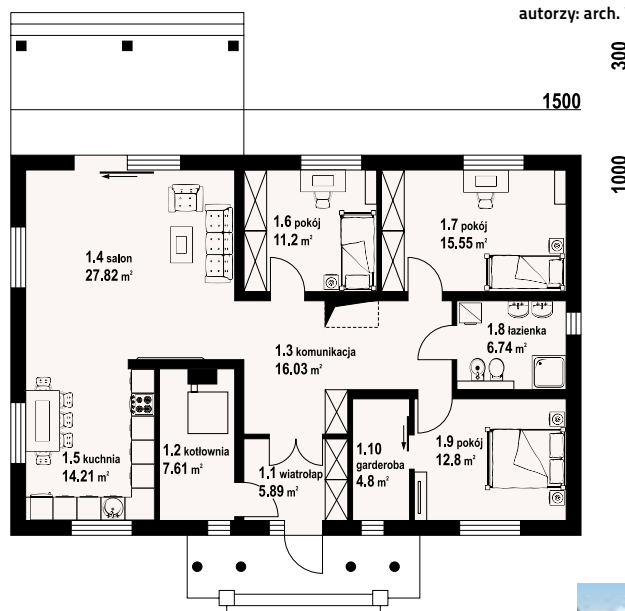 autorzy: arch.
300
1500
1000
1.6 pokój
11.2 m²
1.7 pokój
15.55 m²
1.4 salon
27.82 m²
1.8 łazienka
6.74 m²
1.3 komunikacja
16.03 m²
1.5 kuchnia
14.21 m²
1.2 kotłownia
7.61 m²
1.1 wiatrołap
5.89 m²
1.10
garderoba
4.8 m²
1.9 pokój
12.8 m²